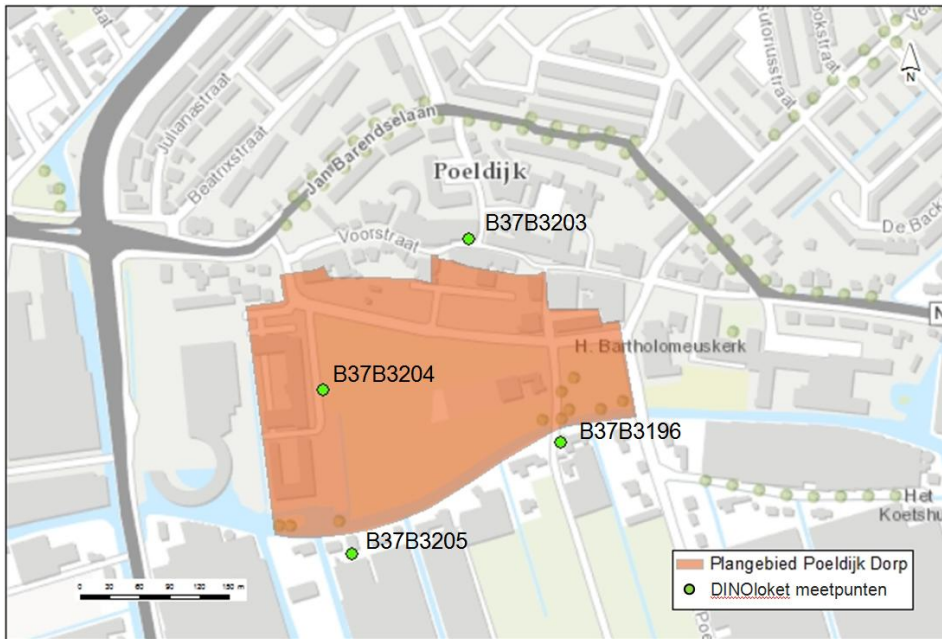 Julianastraat
Beatrixstraat
Jan Barendselaan
Sutoriusstraat
N
Poeldijk
Voorstraat
B37B3203
De Back
N
H. Bartholomeuskerk
B37B3204
B37B3196
Het
Koetshu
B37B3205
0 30 60 90 120 150 m
Plangebied Poeldijk Dorp
DINOloket meetpunten